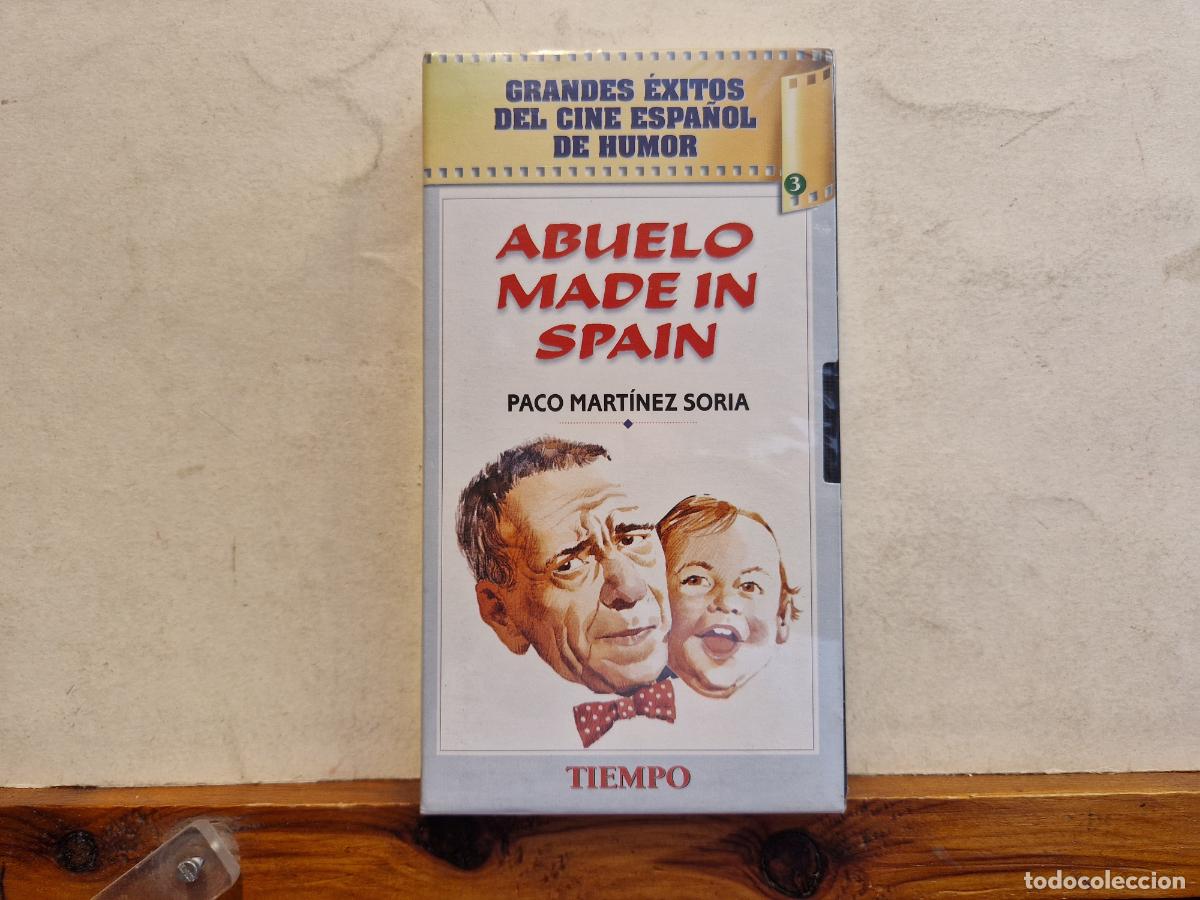 GRANDES ÉXITOS
DEL CINE ESPAÑOL
DE HUMOR
3
ABUELO
MADE IN
SPAIN
PACO MARTÍNEZ SORIA
TIEMPO
todocoleccion